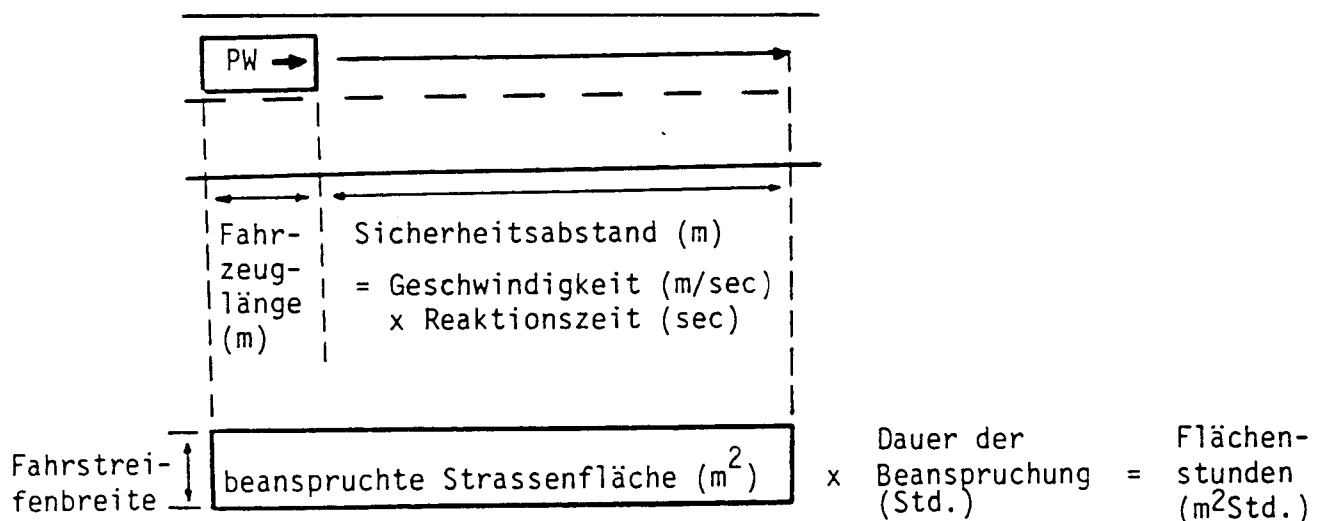 PW
Fahr-
zeug-
länge
(m)
Sicherheitsabstand (m)
= Geschwindigkeit (m/sec)
x Reaktionszeit (sec)
Fahrstrei-
fenbreite
beanspruchte Strassenfläche (m²)
x
Dauer der
Beanspruchung
(Std.)
=
Flächen-
stunden
(m²Std.)